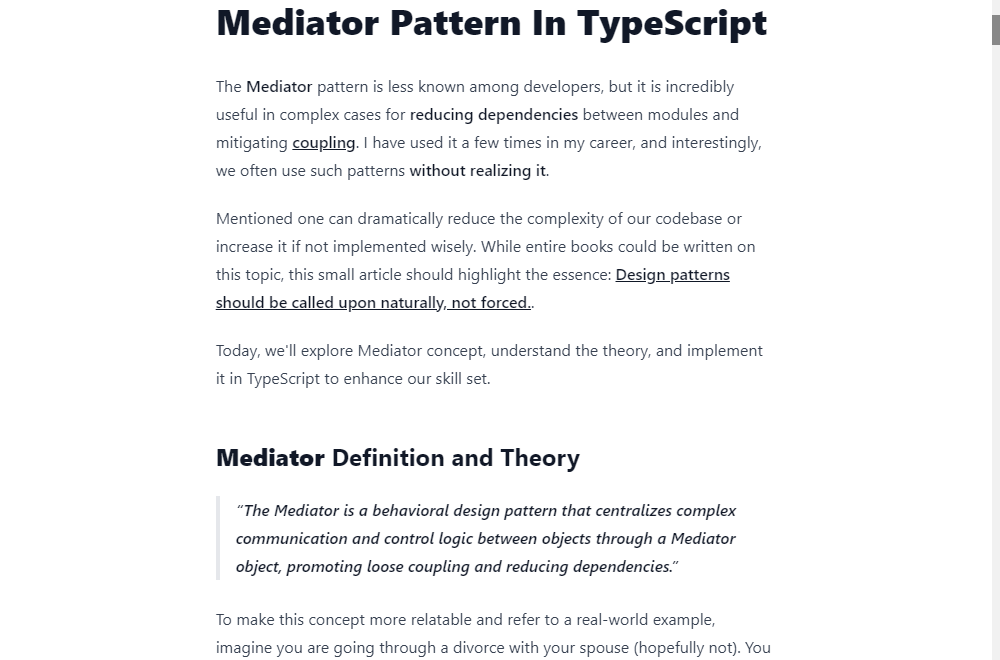 Mediator Pattern In TypeScript
The Mediator pattern is less known among developers, but it is incredibly
useful in complex cases for reducing dependencies between modules and
mitigating coupling. I have used it a few times in my career, and interestingly,
we often use such patterns without realizing it.
Mentioned one can dramatically reduce the complexity of our codebase or
increase it if not implemented wisely. While entire books could be written on
this topic, this small article should highlight the essence: Design patterns
should be called upon naturally, not forced..
Today, we'll explore Mediator concept, understand the theory, and implement
it in TypeScript to enhance our skill set.
Mediator Definition and Theory
“The Mediator is a behavioral design pattern that centralizes complex
communication and control logic between objects through a Mediator
object, promoting loose coupling and reducing dependencies.”
To make this concept more relatable and refer to a real-world example,
imagine you are going through a divorce with your spouse (hopefully not). You